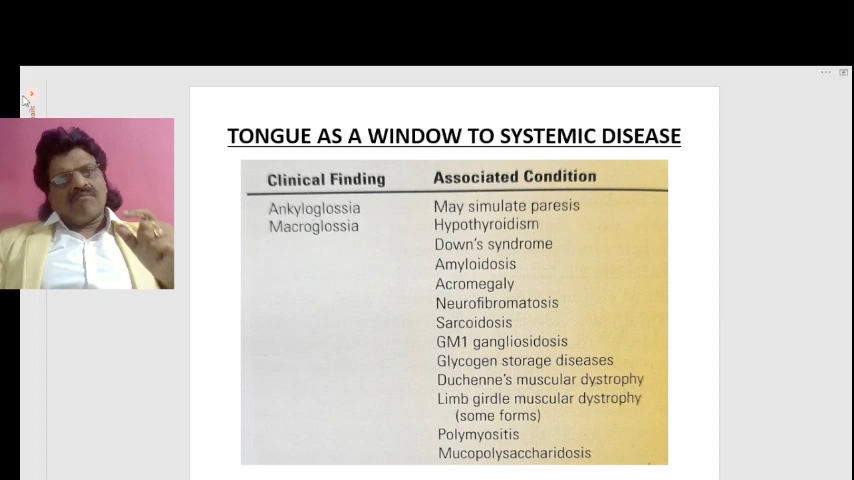 TONGUE AS A WINDOW TO SYSTEMIC DISEASE
Clinical Finding Associated Condition
Ankyloglossia May simulate paresis
Macroglossia Hypothyroidism
Down's syndrome
Amyloidosis
Acromegaly
Neurofibromatosis
Sarcoidosis
GM1 gangliosidosis
Glycogen storage diseases
Duchenne's muscular dystrophy
Limb girdle muscular dystrophy
(some forms)
Polymyositis
Mucopolysaccharidosis